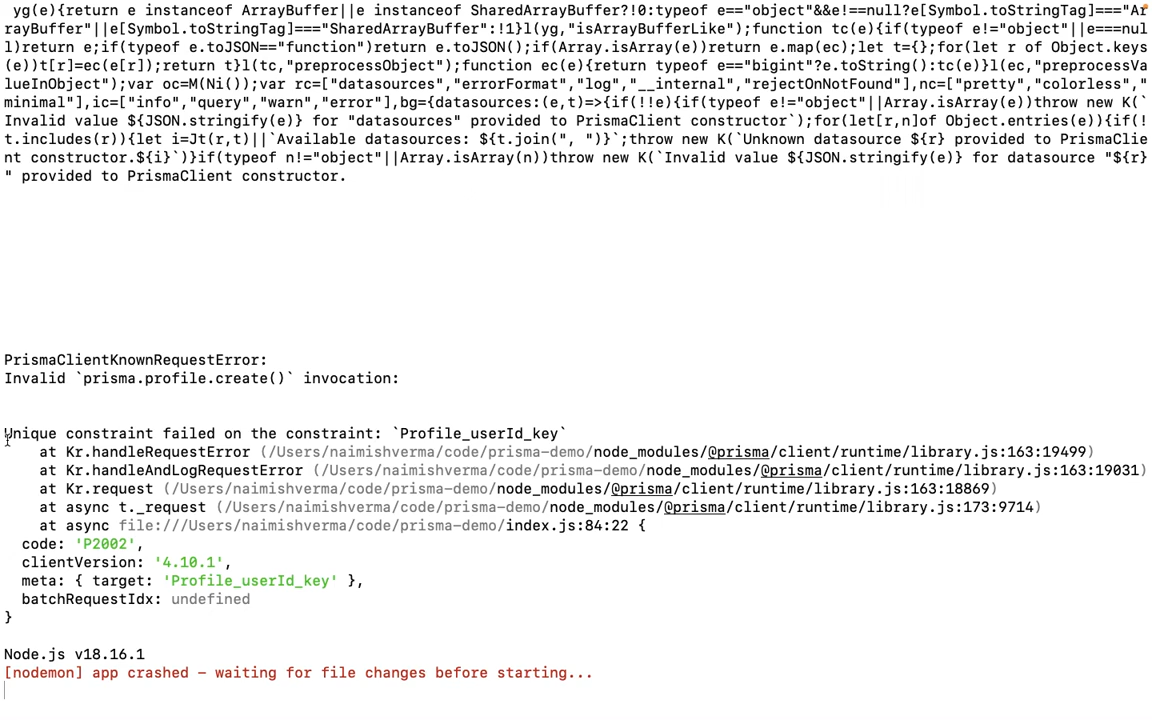 yg(e){return e instanceof ArrayBuffer||e instanceof SharedArrayBuffer?!0:typeof e=="object"&&e!==null?e[Symbol.toStringTag]==="Ar
rayBuffer"||e[Symbol.toStringTag]==="SharedArrayBuffer":!1}l(yg,"isArrayBufferLike");function tc(e){if(typeof e!="object"||e===nul
l)return e;if(typeof e.toJSON=="function")return e.toJSON();if(Array.isArray(e))return e.map(ec);let t={};for(let r of Object.keys
(e))t[r]=ec(e[r]);return t}l(tc,"preprocessObject");function ec(e){return typeof e=="bigint"?e.toString():tc(e)}l(ec,"preprocessVa
lueInObject");var oc=M(Ni());var rc=["datasources","errorFormat","log","__internal","rejectOnNotFound"],nc=["pretty","colorless","
minimal"],ic=["info","query","warn","error"],bg={datasources:(e,t)=>{if(!!e){if(typeof e!="object"||Array.isArray(e))throw new K(`
Invalid value ${JSON.stringify(e)} for "datasources" provided to PrismaClient constructor`);for(let[r,n]of Object.entries(e)){if(!
t.includes(r)){let i=Jt(r,t)||`Available datasources: ${t.join(", ")}`;throw new K(`Unknown datasource ${r} provided to PrismaClie
nt constructor.${i}`)}if(typeof n!="object"||Array.isArray(n))throw new K(`Invalid value ${JSON.stringify(e)} for datasource "${r}
" provided to PrismaClient constructor.
PrismaClientKnownRequestError:
Invalid `prisma.profile.create()` invocation:
Unique constraint failed on the constraint: `Profile_userId_key`
at Kr.handleRequestError (/Users/naimishverma/code/prisma-demo/node_modules/@prisma/client/runtime/library.js:163:19499)
at Kr.handleAndLogRequestError (/Users/naimishverma/code/prisma-demo/node_modules/@prisma/client/runtime/library.js:163:19031)
at Kr.request (/Users/naimishverma/code/prisma-demo/node_modules/@prisma/client/runtime/library.js:163:18869)
at async t._request (/Users/naimishverma/code/prisma-demo/node_modules/@prisma/client/runtime/library.js:173:9714)
at async file:///Users/naimishverma/code/prisma-demo/index.js:84:22 {
code: 'P2002',
clientVersion: '4.10.1',
meta: { target: 'Profile_userId_key' },
batchRequestIdx: undefined
}
Node.js v18.16.1
[nodemon] app crashed - waiting for file changes before starting...